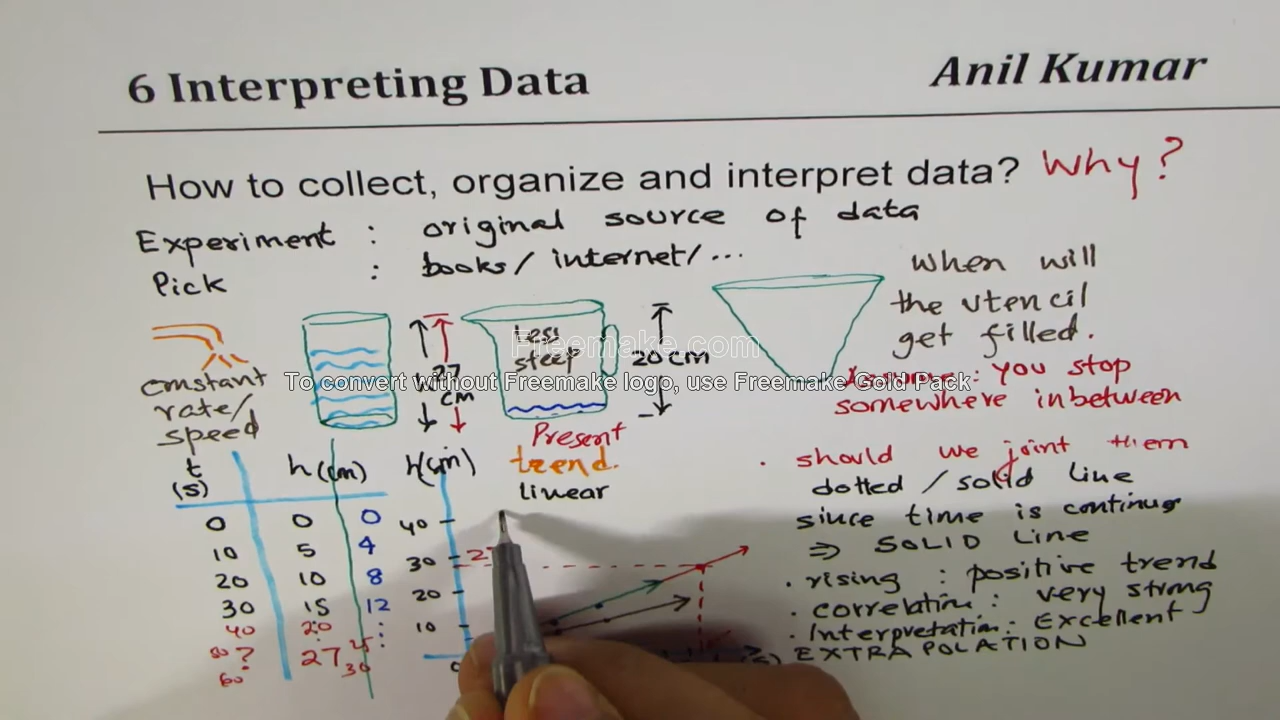 6 Interpreting Data
Anil Kumar
How to collect, organize and interpret data? Why?
Experiment : original source of data
Pick : books/ internet/ ...
When will
the utencil
get filled.
constant
rate/
speed
27
cm
Less
steep
20 cm
Freemake.com
To convert without Freemake logo, use Freemake Gold Pack
: you stop
somewhere inbetween
Present
trend.
linear
t
(s)
h (cm)
h(cm)
0 0 0
10 5 4
20 10 8
30 15 12
40 20 :
50 ? 27 25
60 30
40
30
20
10
0
. should we joint them
dotted / solid line
since time is continuous
⇒ SOLID Line
. rising : positive trend
. correlation : very strong
. Interpretation : Excellent
EXTRAPOLATION